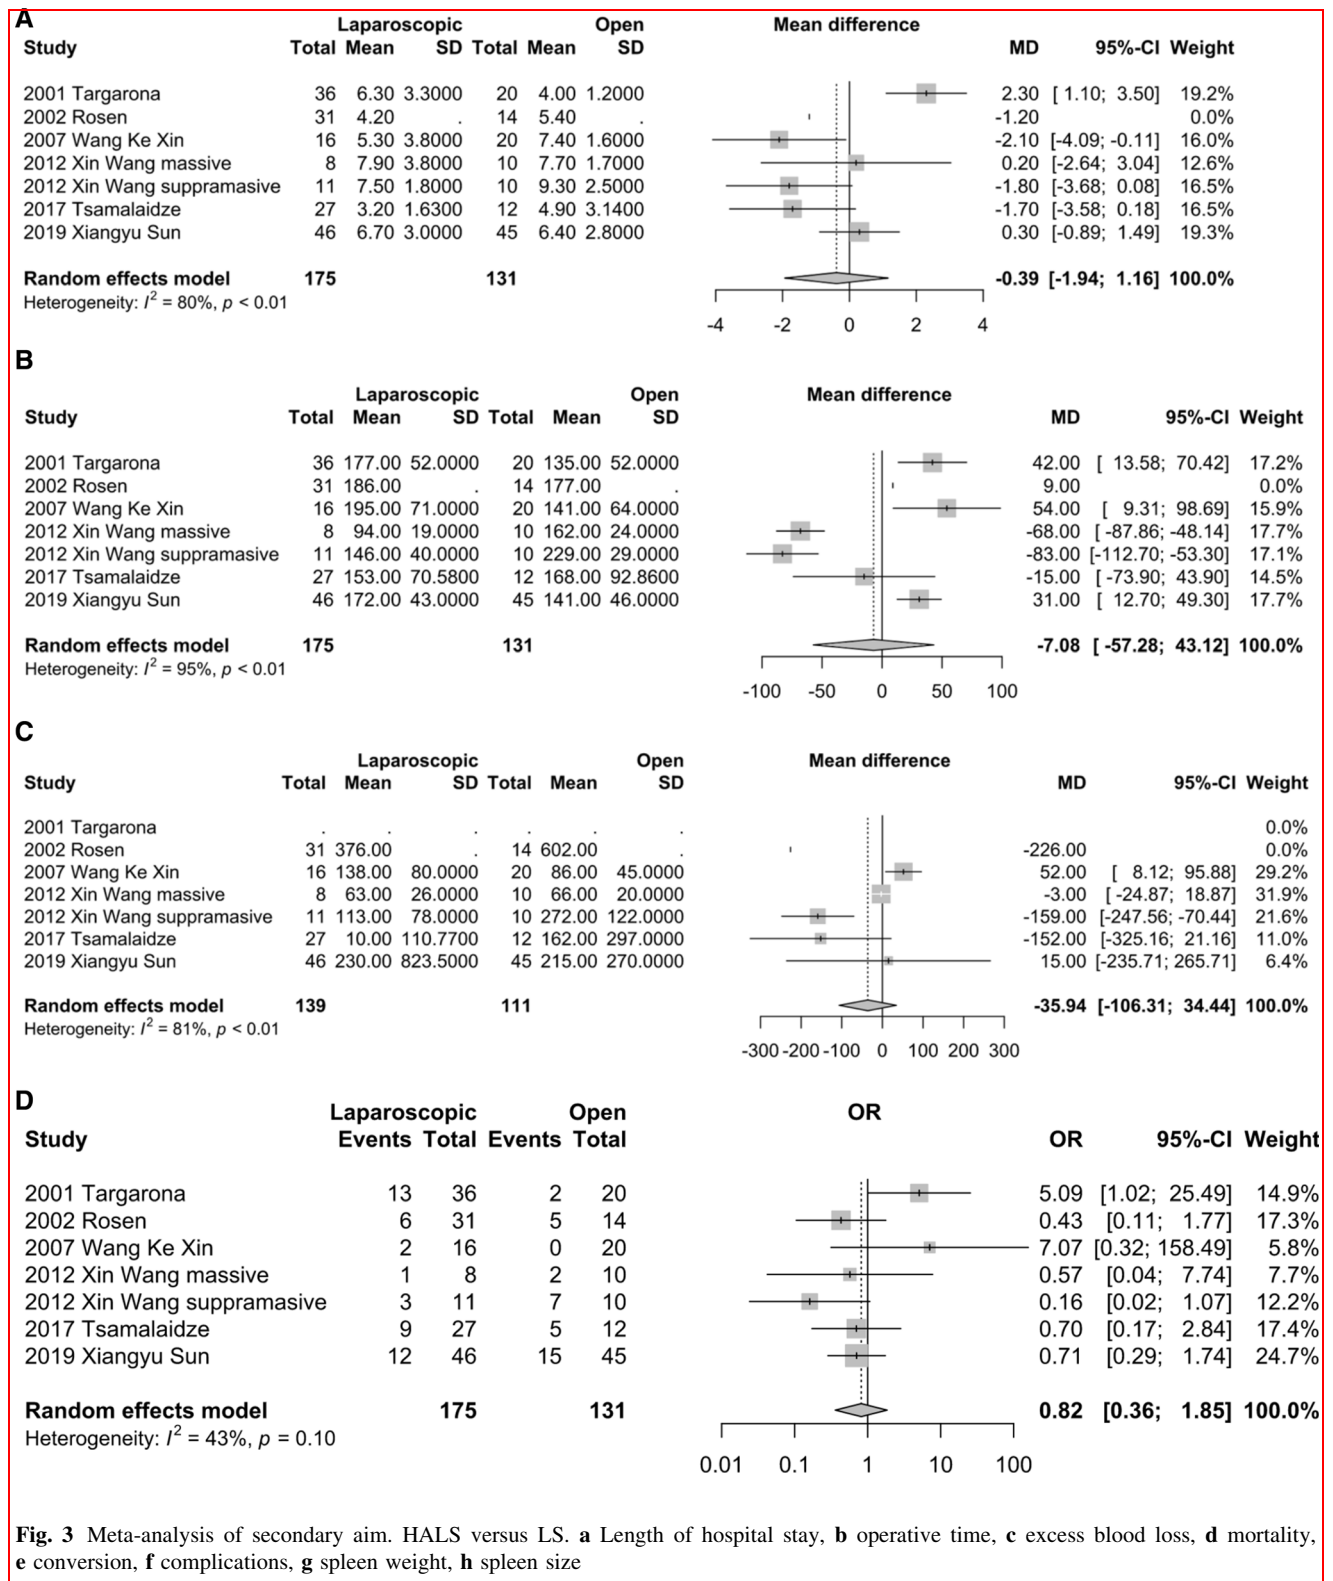 A
Laparoscopic Open Mean difference
Study Total Mean SD Total Mean SD MD 95%-CI Weight
2001 Targarona 36 6.30 3.3000 20 4.00 1.2000 2.30 [ 1.10; 3.50] 19.2%
2002 Rosen 31 4.20 . 14 5.40 . -1.20 0.0%
2007 Wang Ke Xin 16 5.30 3.8000 20 7.40 1.6000 -2.10 [-4.09; -0.11] 16.0%
2012 Xin Wang massive 8 7.90 3.8000 10 7.70 1.7000 0.20 [-2.64; 3.04] 12.6%
2012 Xin Wang suppramasive 11 7.50 1.8000 10 9.30 2.5000 -1.80 [-3.68; 0.08] 16.5%
2017 Tsamalaidze 27 3.20 1.6300 12 4.90 3.1400 -1.70 [-3.58; 0.18] 16.5%
2019 Xiangyu Sun 46 6.70 3.0000 45 6.40 2.8000 0.30 [-0.89; 1.49] 19.3%
Random effects model 175 131 -0.39 [-1.94; 1.16] 100.0%
Heterogeneity: I² = 80%, p < 0.01
-4 -2 0 2 4
B
Laparoscopic Open Mean difference
Study Total Mean SD Total Mean SD MD 95%-CI Weight
2001 Targarona 36 177.00 52.0000 20 135.00 52.0000 42.00 [ 13.58; 70.42] 17.2%
2002 Rosen 31 186.00 . 14 177.00 . 9.00 0.0%
2007 Wang Ke Xin 16 195.00 71.0000 20 141.00 64.0000 54.00 [ 9.31; 98.69] 15.9%
2012 Xin Wang massive 8 94.00 19.0000 10 162.00 24.0000 -68.00 [ -87.86; -48.14] 17.7%
2012 Xin Wang suppramasive 11 146.00 40.0000 10 229.00 29.0000 -83.00 [-112.70; -53.30] 17.1%
2017 Tsamalaidze 27 153.00 70.5800 12 168.00 92.8600 -15.00 [ -73.90; 43.90] 14.5%
2019 Xiangyu Sun 46 172.00 43.0000 45 141.00 46.0000 31.00 [ 12.70; 49.30] 17.7%
Random effects model 175 131 -7.08 [ -57.28; 43.12] 100.0%
Heterogeneity: I² = 95%, p < 0.01
-100 -50 0 50 100
C
Laparoscopic Open Mean difference
Study Total Mean SD Total Mean SD MD 95%-CI Weight
2001 Targarona . . . . . . 0.0%
2002 Rosen 31 376.00 . 14 602.00 . -226.00 0.0%
2007 Wang Ke Xin 16 138.00 80.0000 20 86.00 45.0000 52.00 [ 8.12; 95.88] 29.2%
2012 Xin Wang massive 8 63.00 26.0000 10 66.00 20.0000 -3.00 [ -24.87; 18.87] 31.9%
2012 Xin Wang suppramasive 11 113.00 78.0000 10 272.00 122.0000 -159.00 [-247.56; -70.44] 21.6%
2017 Tsamalaidze 27 10.00 110.7700 12 162.00 297.0000 -152.00 [-325.16; 21.16] 11.0%
2019 Xiangyu Sun 46 230.00 823.5000 45 215.00 270.0000 15.00 [-235.71; 265.71] 6.4%
Random effects model 139 111 -35.94 [-106.31; 34.44] 100.0%
Heterogeneity: I² = 81%, p < 0.01
-300 -200 -100 0 100 200 300
D
Laparoscopic Open OR
Study Events Total Events Total OR 95%-CI Weight
2001 Targarona 13 36 2 20 5.09 [1.02; 25.49] 14.9%
2002 Rosen 6 31 5 14 0.43 [0.11; 1.77] 17.3%
2007 Wang Ke Xin 2 16 0 20 7.07 [0.32; 158.49] 5.8%
2012 Xin Wang massive 1 8 2 10 0.57 [0.04; 7.74] 7.7%
2012 Xin Wang suppramasive 3 11 7 10 0.16 [0.02; 1.07] 12.2%
2017 Tsamalaidze 9 27 5 12 0.70 [0.17; 2.84] 17.4%
2019 Xiangyu Sun 12 46 15 45 0.71 [0.29; 1.74] 24.7%
Random effects model 175 131 0.82 [0.36; 1.85] 100.0%
Heterogeneity: I² = 43%, p = 0.10
0.01 0.1 1 10 100
Fig. 3 Meta-analysis of secondary aim. HALS versus LS. a Length of hospital stay, b operative time, c excess blood loss, d mortality,
e conversion, f complications, g spleen weight, h spleen size